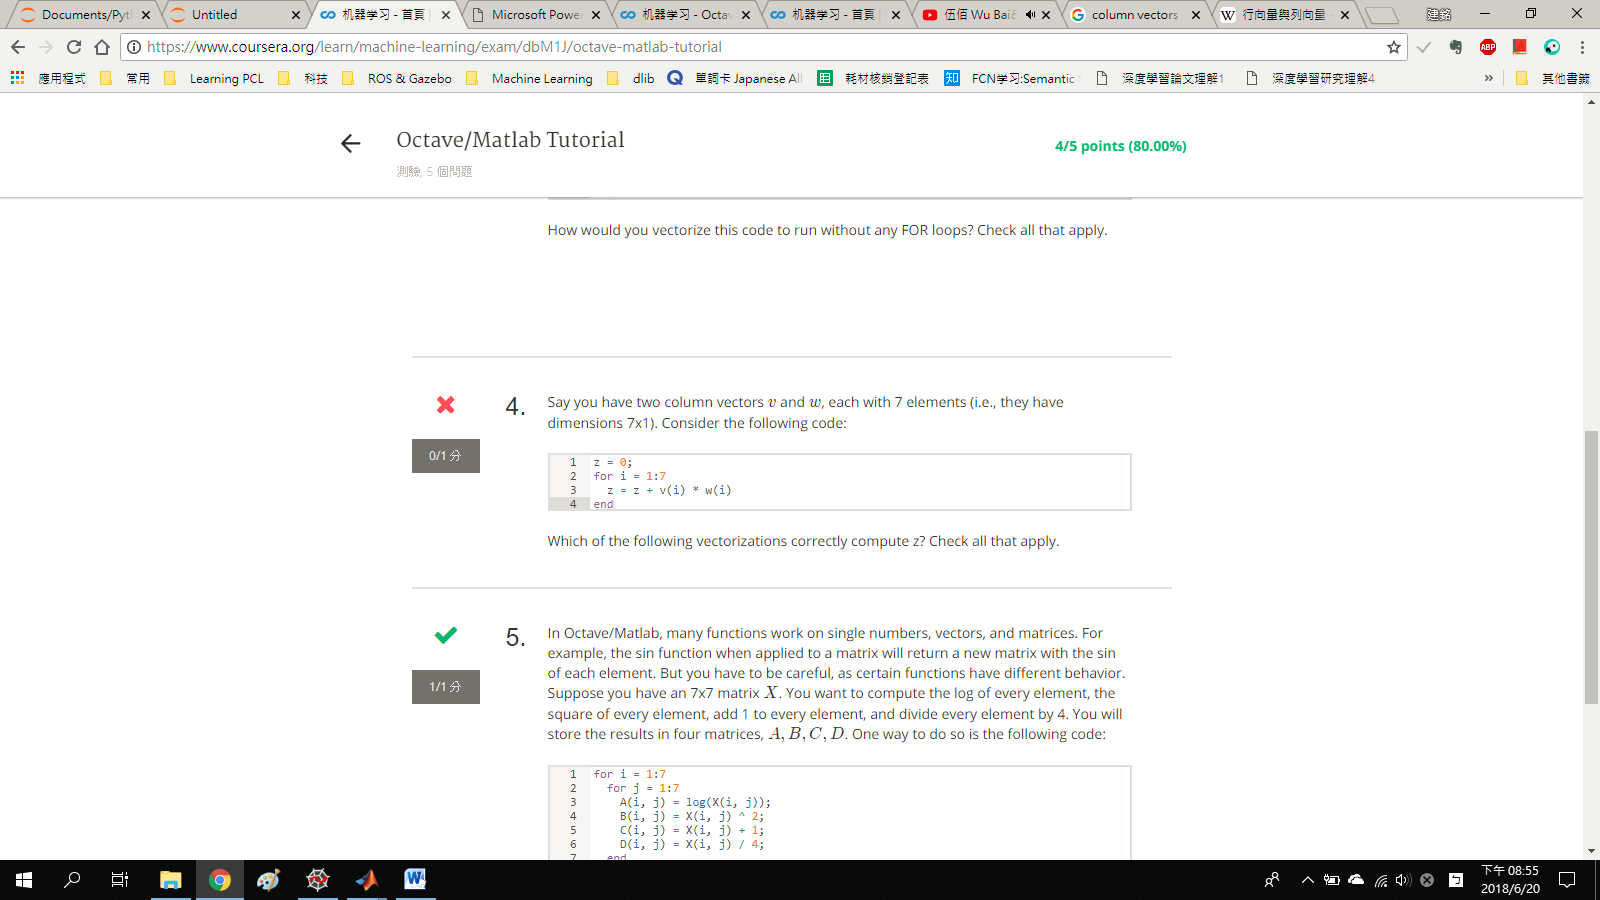 Documents/Pyt
Untitled
机器学习 - 首頁
Microsoft Powe
机器学习 - Octav
机器学习 - 首頁
伍佰 Wu Bai
column vectors
行向量與列向量
建銘
https://www.coursera.org/learn/machine-learning/exam/dbM1J/octave-matlab-tutorial
ABP
應用程式
常用
Learning PCL
科技
ROS & Gazebo
Machine Learning
dlib
單詞卡 Japanese All
耗材核銷登記表
知 FCN学习:Semantic
深度學習論文理解1
深度學習研究理解4
»
其他書籤
Octave/Matlab Tutorial
4/5 points (80.00%)
測驗, 5 個問題
How would you vectorize this code to run without any FOR loops? Check all that apply.
4.
Say you have two column vectors v and w, each with 7 elements (i.e., they have
dimensions 7x1). Consider the following code:
0/1 分
1 z = 0;
2 for i = 1:7
3 z = z + v(i) * w(i)
4 end
Which of the following vectorizations correctly compute z? Check all that apply.
5.
In Octave/Matlab, many functions work on single numbers, vectors, and matrices. For
example, the sin function when applied to a matrix will return a new matrix with the sin
of each element. But you have to be careful, as certain functions have different behavior.
1/1 分
Suppose you have an 7x7 matrix X. You want to compute the log of every element, the
square of every element, add 1 to every element, and divide every element by 4. You will
store the results in four matrices, A, B, C, D. One way to do so is the following code:
1 for i = 1:7
2 for j = 1:7
3 A(i, j) = log(X(i, j));
4 B(i, j) = X(i, j) ^ 2;
5 C(i, j) = X(i, j) + 1;
6 D(i, j) = X(i, j) / 4;
7 end
下午 08:55
2018/6/20